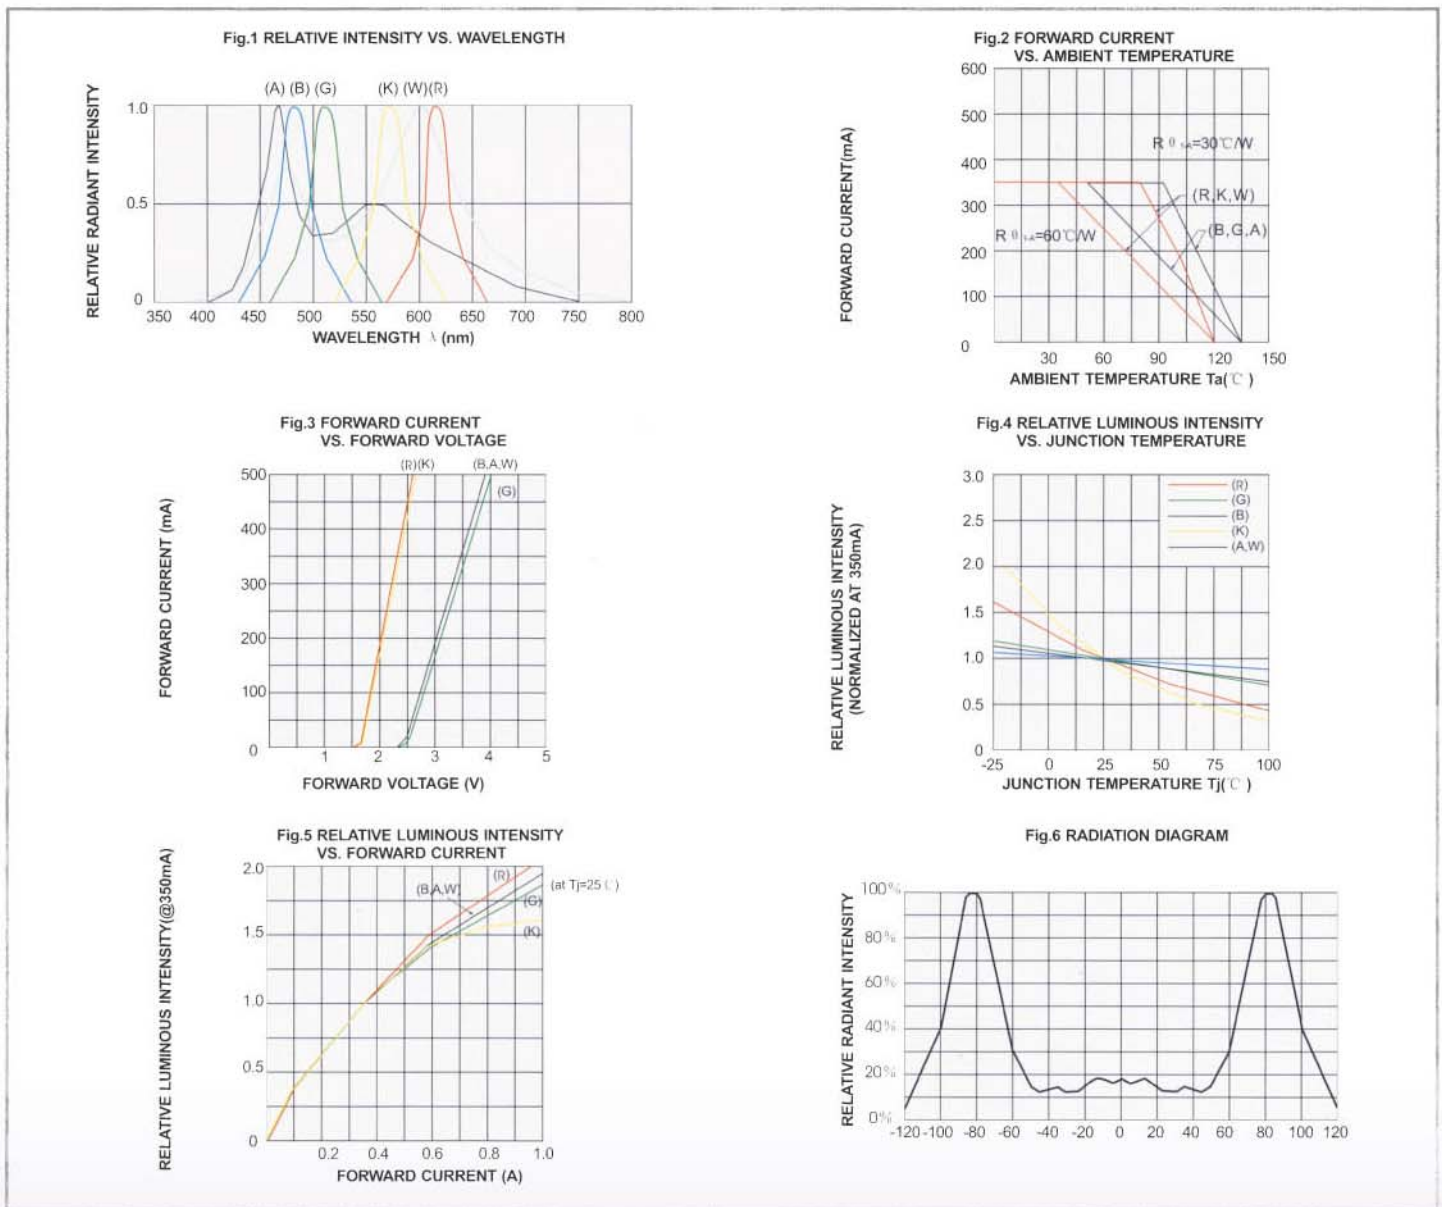 Fig.1 RELATIVE INTENSITY VS. WAVELENGTH
(A) (B) (G) (K) (W)(R)
RELATIVE RADIANT INTENSITY
1.0
0.5
0
350 400 450 500 550 600 650 700 750 800
WAVELENGTH λ (nm)
Fig.2 FORWARD CURRENT
VS. AMBIENT TEMPERATURE
FORWARD CURRENT(mA)
600
500
400
300
200
100
0
=30℃/W
(R,K,W)
(B,G,A)
=60℃/W
30 60 90 120 150
AMBIENT TEMPERATURE Ta(℃ )
Fig.3 FORWARD CURRENT
VS. FORWARD VOLTAGE
(R)(K) (B,A,W)
(G)
FORWARD CURRENT (mA)
500
400
300
200
100
0
1 2 3 4 5
FORWARD VOLTAGE (V)
Fig.4 RELATIVE LUMINOUS INTENSITY
VS. JUNCTION TEMPERATURE
RELATIVE LUMINOUS INTENSITY
(NORMALIZED AT 350mA)
3.0
2.5
2.0
1.5
1.0
0.5
0
(R)
(G)
(B)
(K)
(A,W)
-25 0 25 50 75 100
JUNCTION TEMPERATURE Tj(℃ )
Fig.5 RELATIVE LUMINOUS INTENSITY
VS. FORWARD CURRENT
RELATIVE LUMINOUS INTENSITY(@350mA)
2.0
1.5
1.0
0.5
0
(R)
(B,A,W)
(at Tj=25℃)
(G)
(K)
0.2 0.4 0.6 0.8 1.0
FORWARD CURRENT (A)
Fig.6 RADIATION DIAGRAM
RELATIVE RADIANT INTENSITY
100%
80%
60%
40%
20%
0%
-120 -100 -80 -60 -40 -20 0 20 40 60 80 100 120